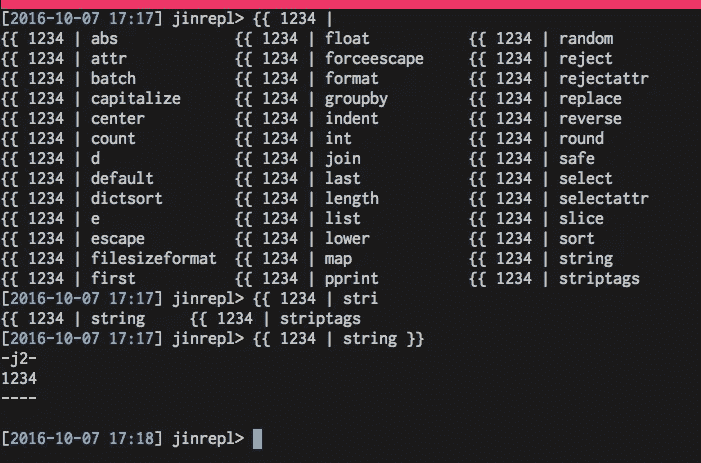 [2016-10-07 17:17] jinrepl> {{ 1234 |
{{ 1234 | abs {{ 1234 | float {{ 1234 | random
{{ 1234 | attr {{ 1234 | forceescape {{ 1234 | reject
{{ 1234 | batch {{ 1234 | format {{ 1234 | rejectattr
{{ 1234 | capitalize {{ 1234 | groupby {{ 1234 | replace
{{ 1234 | center {{ 1234 | indent {{ 1234 | reverse
{{ 1234 | count {{ 1234 | int {{ 1234 | round
{{ 1234 | d {{ 1234 | join {{ 1234 | safe
{{ 1234 | default {{ 1234 | last {{ 1234 | select
{{ 1234 | dictsort {{ 1234 | length {{ 1234 | selectattr
{{ 1234 | e {{ 1234 | list {{ 1234 | slice
{{ 1234 | escape {{ 1234 | lower {{ 1234 | sort
{{ 1234 | filesizeformat {{ 1234 | map {{ 1234 | string
{{ 1234 | first {{ 1234 | pprint {{ 1234 | striptags
[2016-10-07 17:17] jinrepl> {{ 1234 | stri
{{ 1234 | string {{ 1234 | striptags
[2016-10-07 17:17] jinrepl> {{ 1234 | string }}
-j2-
1234
----
[2016-10-07 17:18] jinrepl>